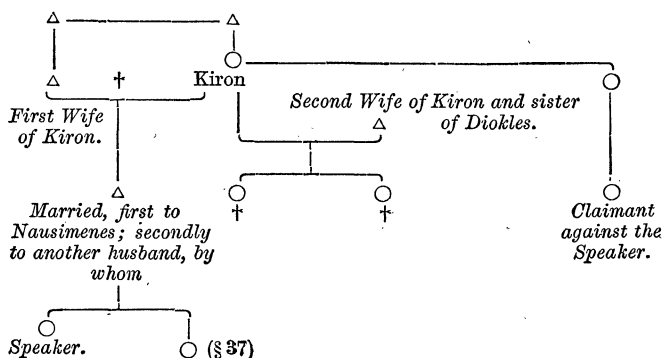 Kiron
First Wife
of Kiron.
Second Wife of Kiron and sister
of Diokles.
Married, first to
Nausimenes; secondly
to another husband, by
whom
Claimant
against the
Speaker.
Speaker.
(§ 37)